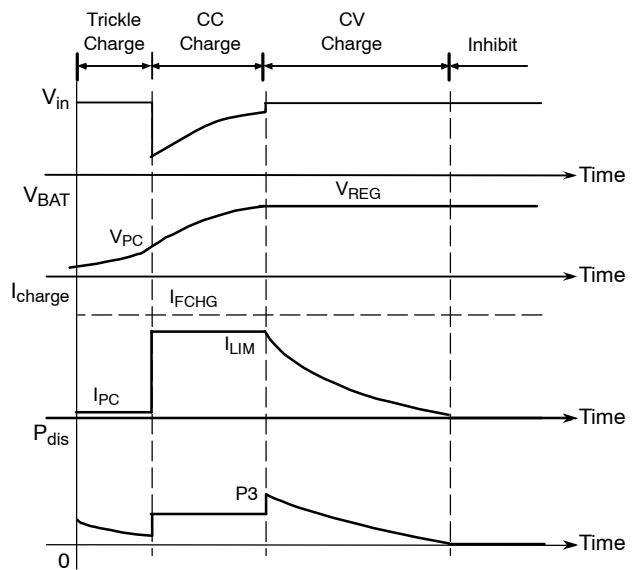 Trickle
Charge
CC
Charge
CV
Charge
Inhibit
Vin
Time
VBAT
VREG
VPC
Time
Icharge
IFCHG
ILIM
IPC
Time
Pdis
P3
Time
0